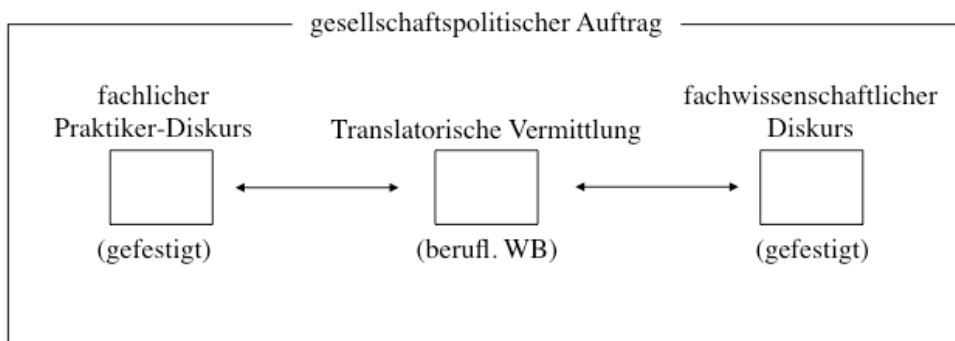 gesellschaftspolitischer Auftrag
fachlicher
Praktiker-Diskurs
Translatorische Vermittlung
fachwissenschaftlicher
Diskurs
(gefestigt)
(berufl. WB)
(gefestigt)